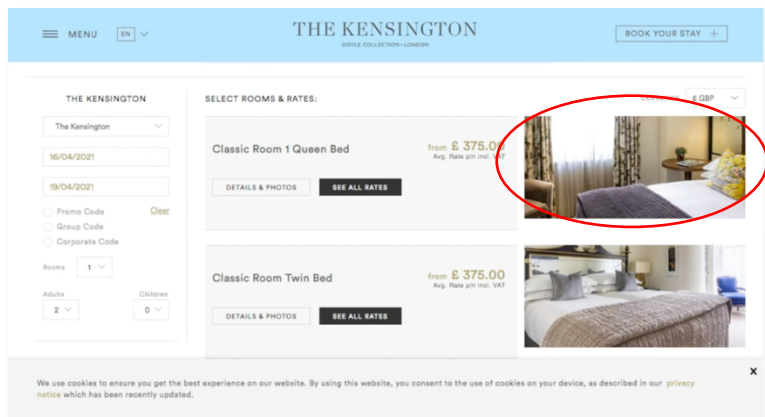 MENU
EN
THE KENSINGTON
DOYLE COLLECTION • LONDON
BOOK YOUR STAY +
THE KENSINGTON
The Kensington
16/04/2021
19/04/2021
Promo Code
Clear
Group Code
Corporate Code
Rooms 1
Adults Children
2 0
SELECT ROOMS & RATES:
£ GBP
Classic Room 1 Queen Bed
from £ 375.00
Avg. Rate p/n incl. VAT
DETAILS & PHOTOS
SEE ALL RATES
Classic Room Twin Bed
from £ 375.00
Avg. Rate p/n incl. VAT
DETAILS & PHOTOS
SEE ALL RATES
x
We use cookies to ensure you get the best experience on our website. By using this website, you consent to the use of cookies on your device, as described in our privacy
notice which has been recently updated.